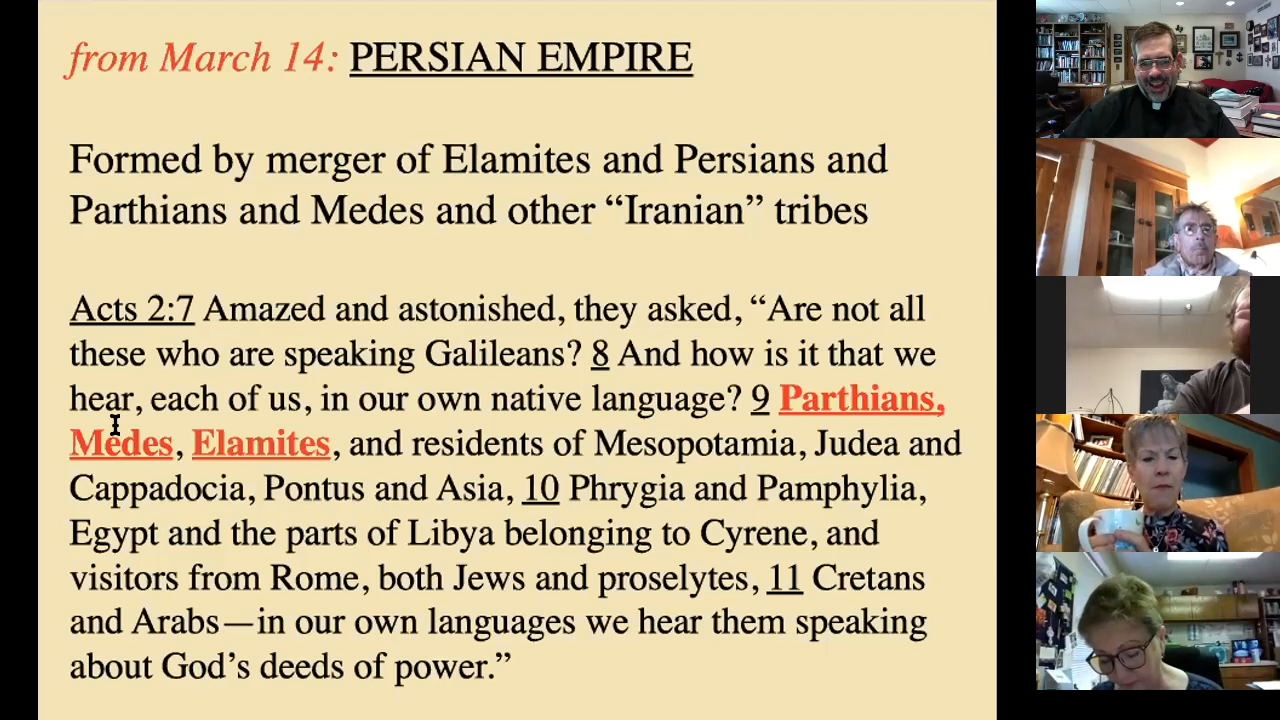 from March 14: PERSIAN EMPIRE
Formed by merger of Elamites and Persians and
Parthians and Medes and other “Iranian” tribes
Acts 2:7 Amazed and astonished, they asked, “Are not all
these who are speaking Galileans? 8 And how is it that we
hear, each of us, in our own native language? 9 Parthians,
Medes, Elamites, and residents of Mesopotamia, Judea and
Cappadocia, Pontus and Asia, 10 Phrygia and Pamphylia,
Egypt and the parts of Libya belonging to Cyrene, and
visitors from Rome, both Jews and proselytes, 11 Cretans
and Arabs—in our own languages we hear them speaking
about God’s deeds of power.”